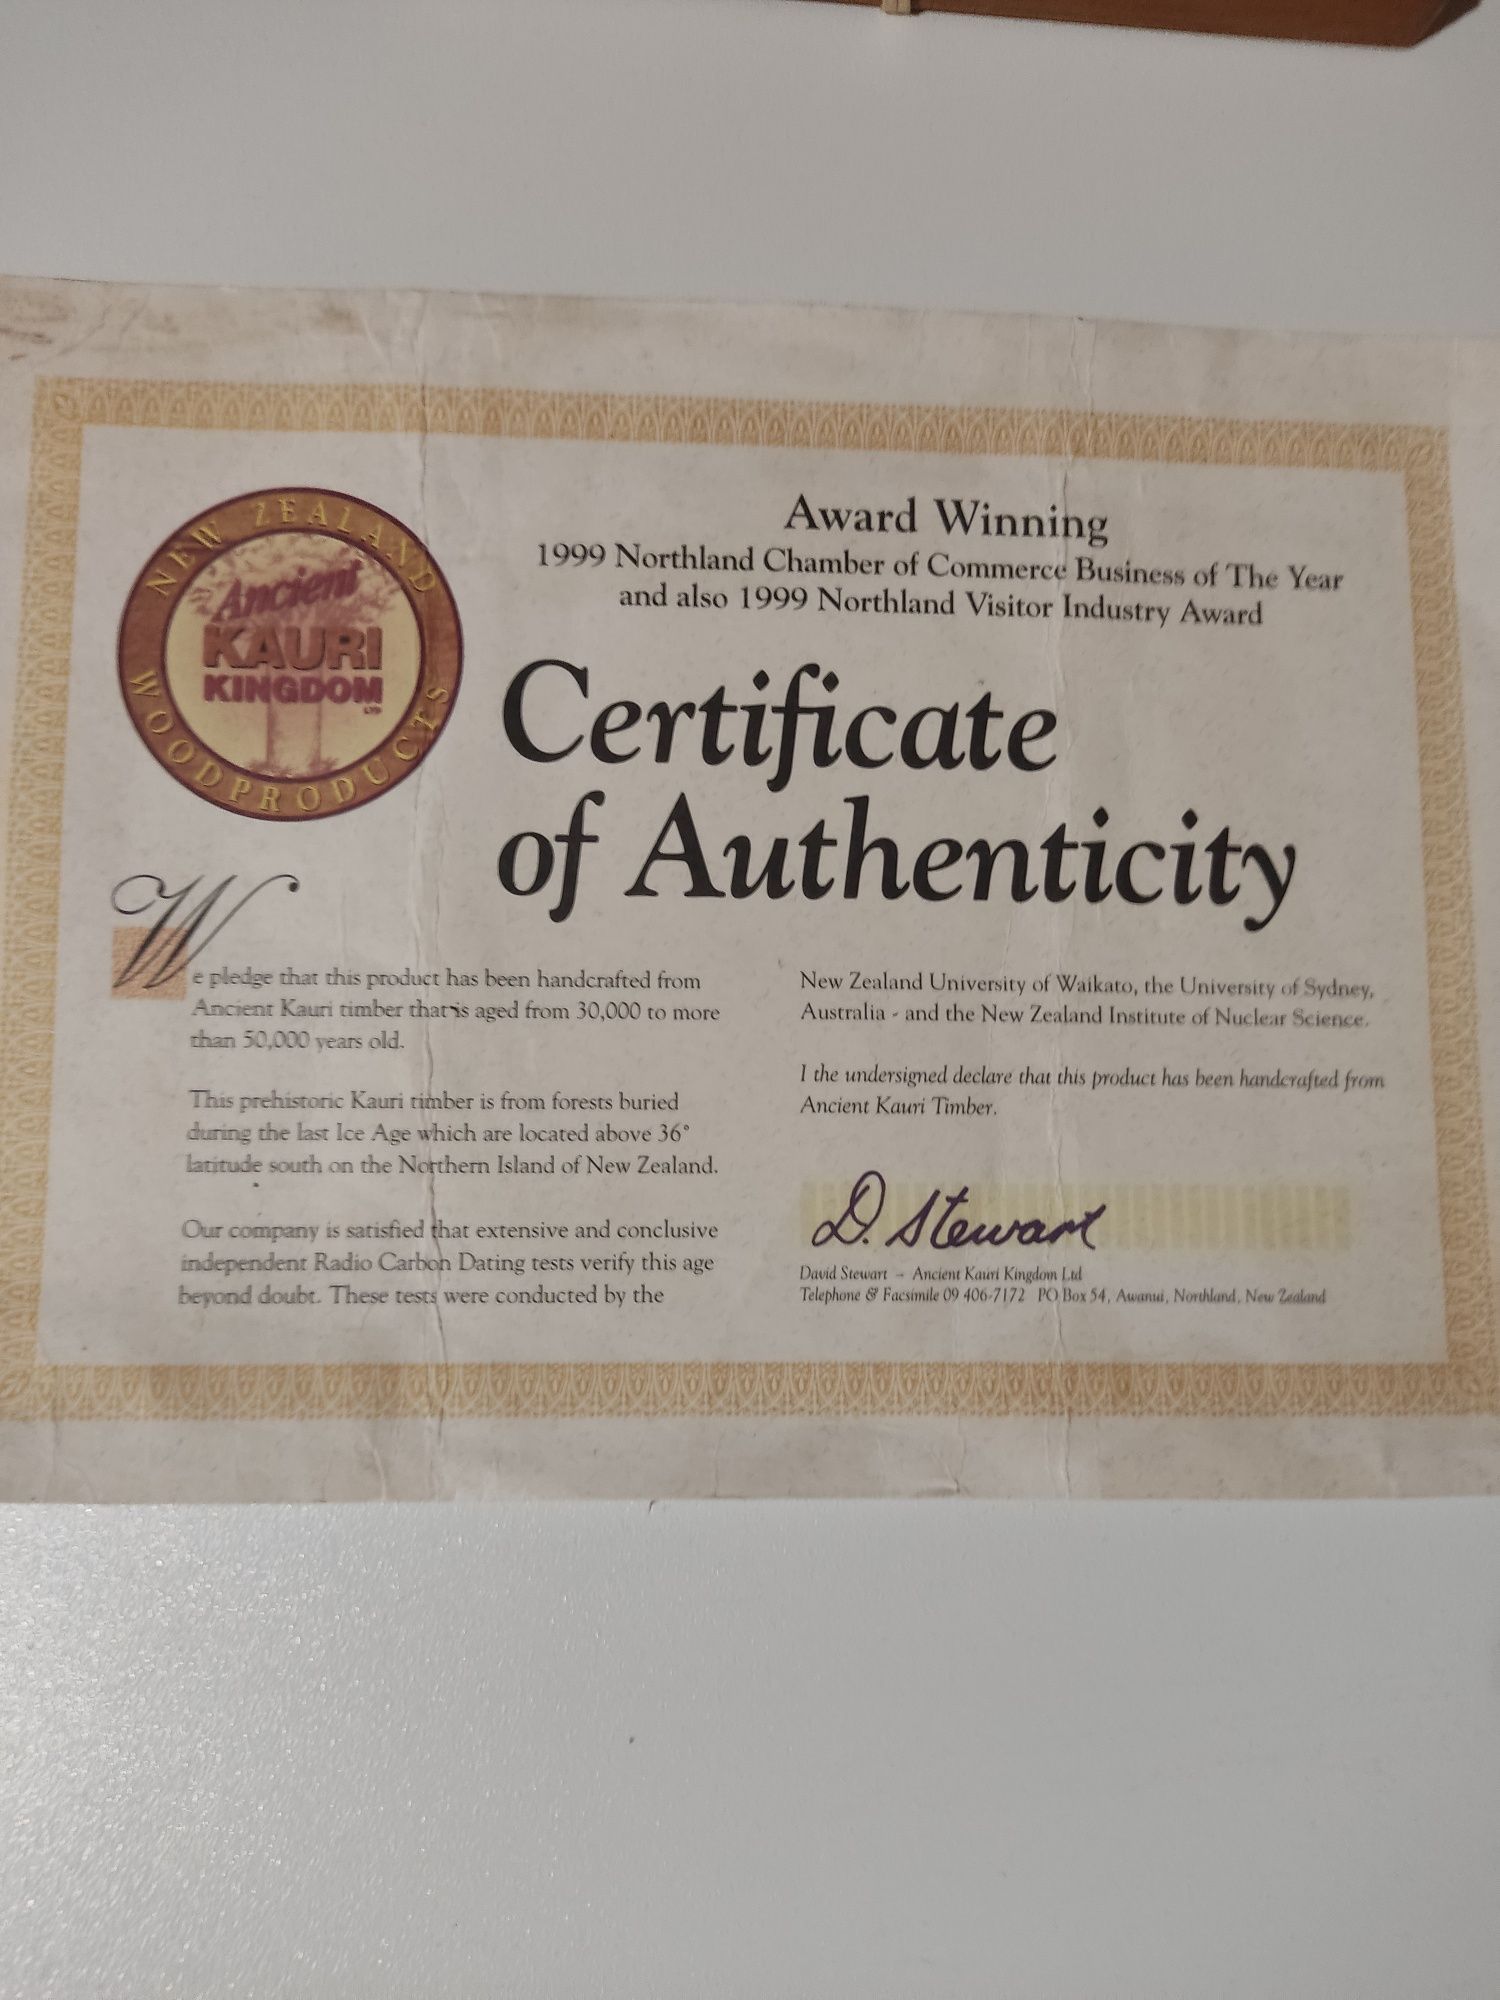 NEW ZEALAND
Ancient
KAURI
KINGDOM
LTD
WOODPRODUCTS
Award Winning
1999 Northland Chamber of Commerce Business of The Year
and also 1999 Northland Visitor Industry Award
Certificate
of Authenticity
We pledge that this product has been handcrafted from
Ancient Kauri timber that is aged from 30,000 to more
than 50,000 years old.
This prehistoric Kauri timber is from forests buried
during the last Ice Age which are located above 36°
latitude south on the Northern Island of New Zealand.
Our company is satisfied that extensive and conclusive
independent Radio Carbon Dating tests verify this age
beyond doubt. These tests were conducted by the
New Zealand University of Waikato, the University of Sydney,
Australia - and the New Zealand Institute of Nuclear Science.
I the undersigned declare that this product has been handcrafted from
Ancient Kauri Timber.
D. Stewart
David Stewart - Ancient Kauri Kingdom Ltd
Telephone & Facsimile 09 406-7172 PO Box 54, Awanui, Northland, New Zealand